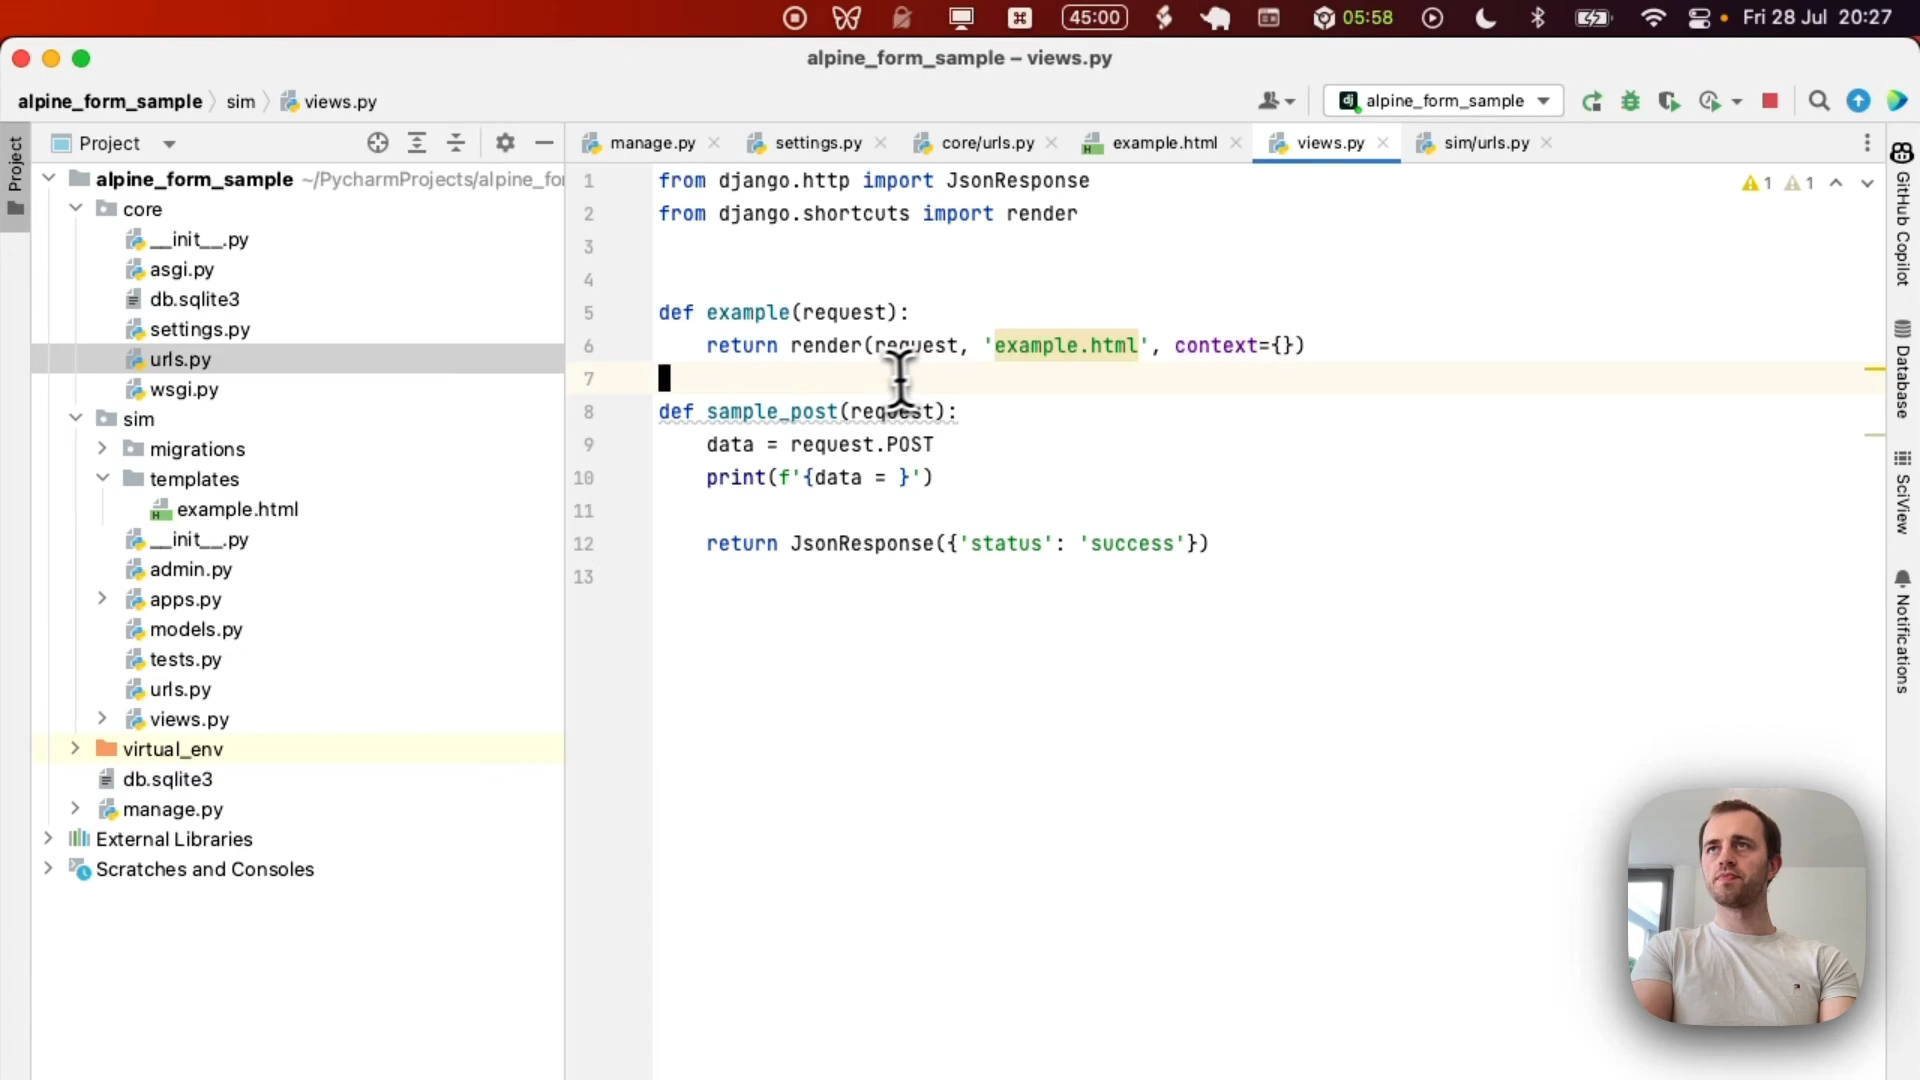 45:00
05:58
Fri 28 Jul 20:27
alpine_form_sample – views.py
alpine_form_sample
sim
views.py
alpine_form_sample
Project
manage.py
settings.py
core/urls.py
example.html
views.py
sim/urls.py
Project
alpine_form_sample ~/PycharmProjects/alpine_fo
core
__init__.py
asgi.py
db.sqlite3
settings.py
urls.py
wsgi.py
sim
migrations
templates
example.html
__init__.py
admin.py
apps.py
models.py
tests.py
urls.py
views.py
virtual_env
db.sqlite3
manage.py
External Libraries
Scratches and Consoles
1 from django.http import JsonResponse
2 from django.shortcuts import render
3
4
5 def example(request):
6 return render(request, 'example.html', context={})
7
8 def sample_post(request):
9 data = request.POST
10 print(f'{data = }')
11
12 return JsonResponse({'status': 'success'})
13
1
1
GitHub Copilot
Database
SciView
Notifications